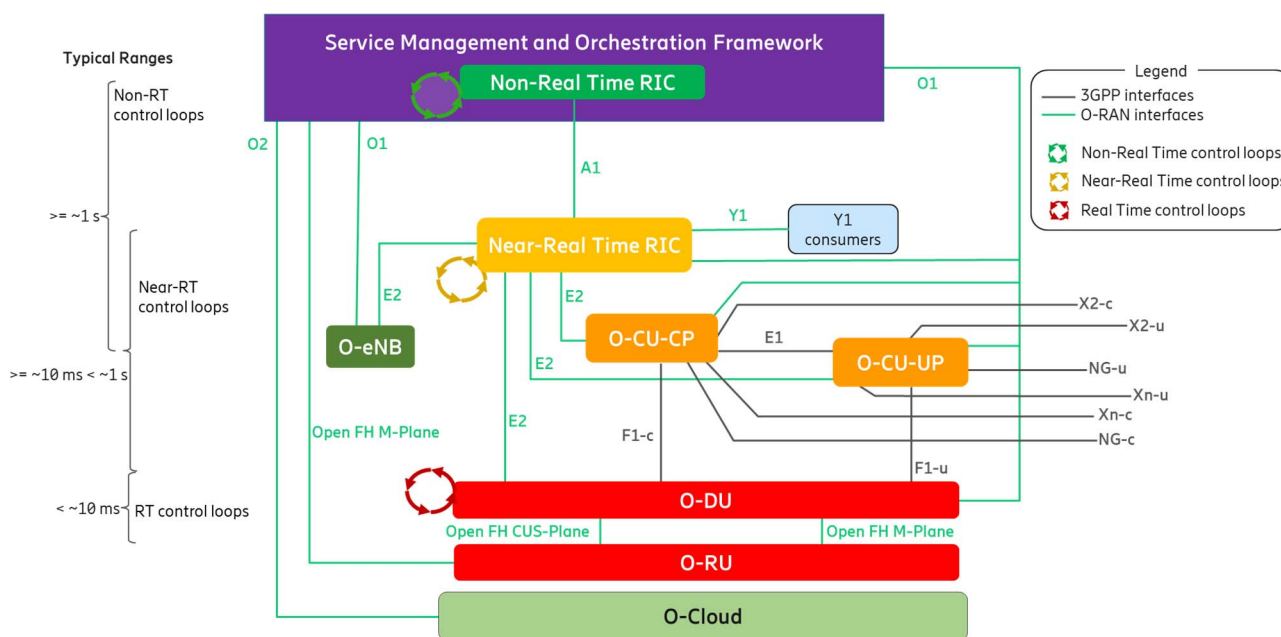 Service Management and Orchestration Framework
Typical Ranges
Non-Real Time RIC
Legend
Non-RT
control loops
O1
3GPP interfaces
O-RAN interfaces
O2
O1
Non-Real Time control loops
A1
Near-Real Time control loops
>= ~1 s
Real Time control loops
Y1
Y1
consumers
Near-Real Time RIC
Near-RT
control loops
E2
E2
X2-c
X2-u
O-eNB
O-CU-CP
E1
O-CU-UP
E2
>= ~10 ms < ~1 s
NG-u
Xn-u
Xn-c
E2
Open FH M-Plane
F1-c
NG-c
F1-u
< ~10 ms
RT control loops
O-DU
Open FH CUS-Plane
Open FH M-Plane
O-RU
O-Cloud